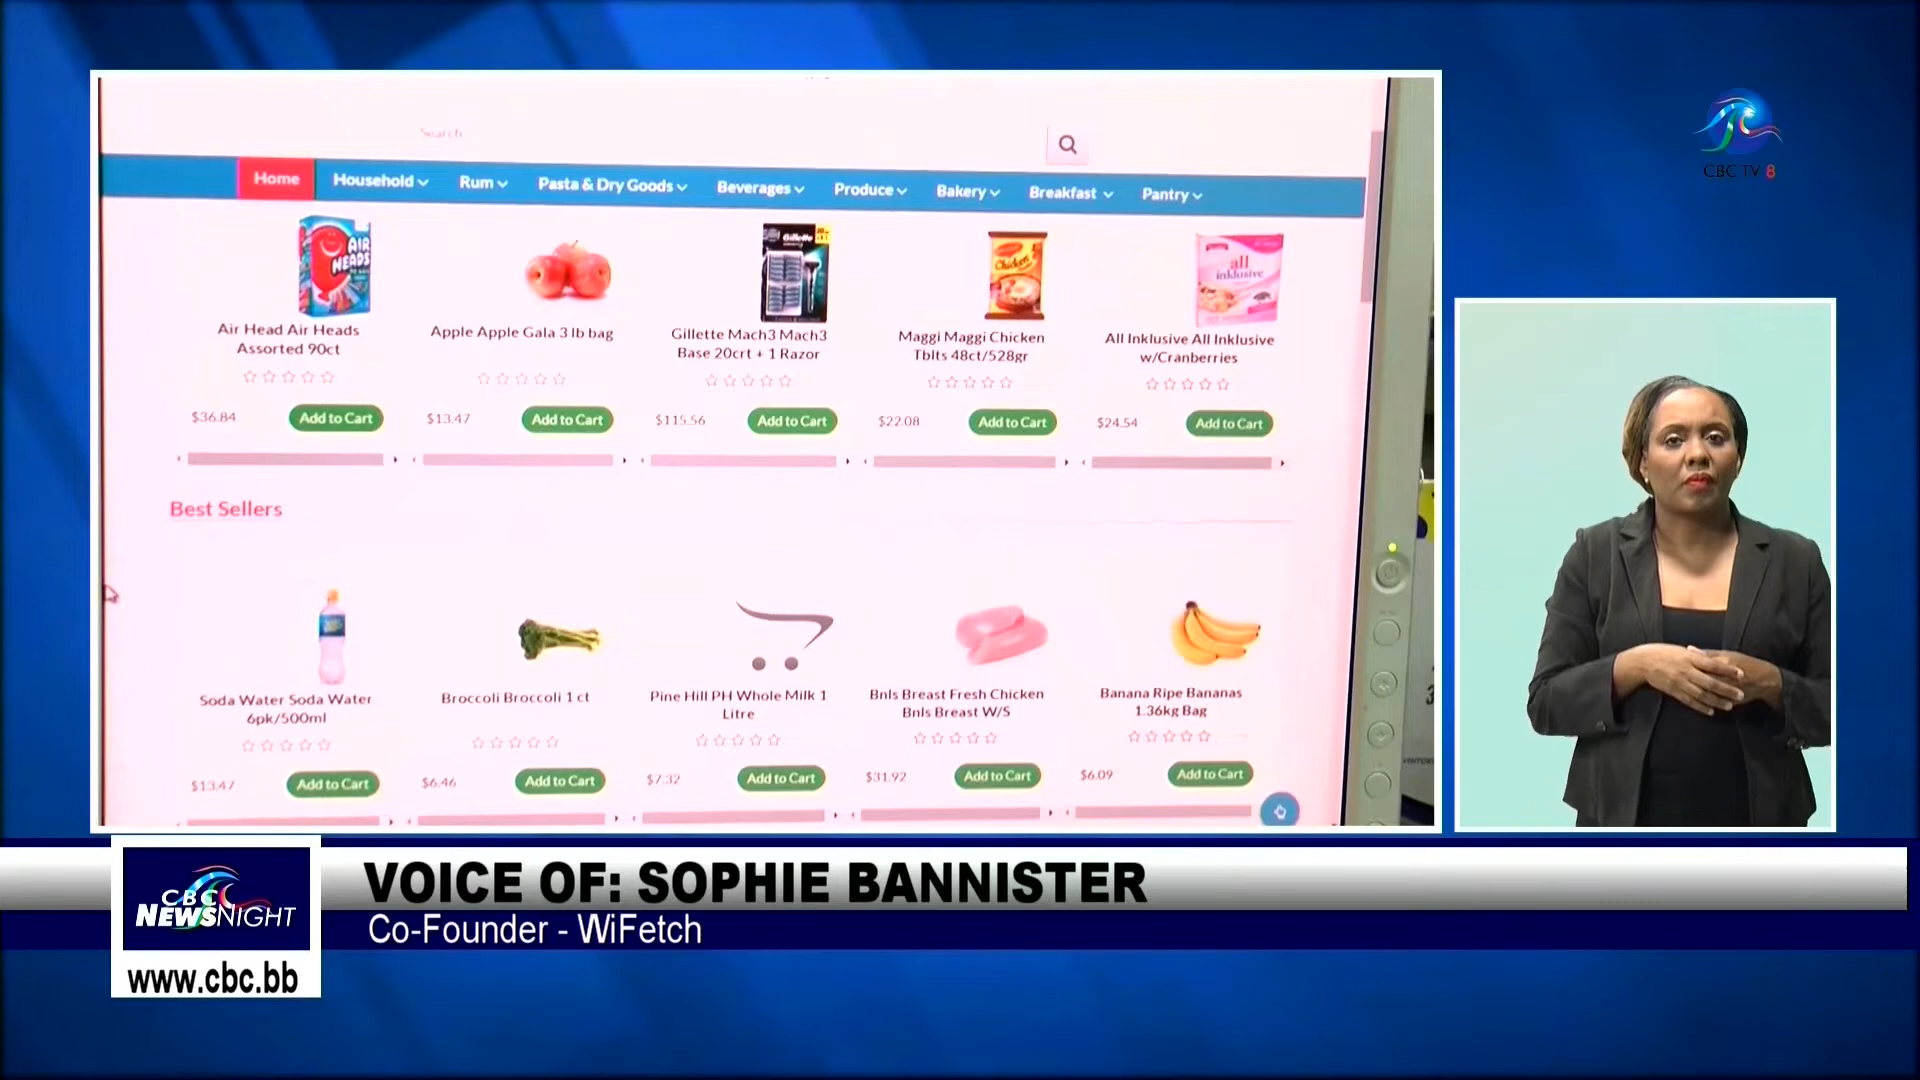 Search
Home Household Rum Pasta & Dry Goods Beverages Produce Bakery Breakfast Pantry
CBC TV 8
AIR HEADS
Gillette
Chicken
all inklusive
Air Head Air Heads
Assorted 90ct
Apple Apple Gala 3 lb bag
Gillette Mach3 Mach3
Base 20crt + 1 Razor
Maggi Maggi Chicken
Tblts 48ct/528gr
All Inklusive All Inklusive
w/Cranberries
$36.84 Add to Cart $13.47 Add to Cart $115.56 Add to Cart $22.08 Add to Cart $24.54 Add to Cart
Best Sellers
Soda Water Soda Water
6pk/500ml
Broccoli Broccoli 1 ct
Pine Hill PH Whole Milk 1
Litre
Bnls Breast Fresh Chicken
Bnls Breast W/S
Banana Ripe Bananas
1.36kg Bag
$13.47 Add to Cart $6.46 Add to Cart $7.32 Add to Cart $31.92 Add to Cart $6.09 Add to Cart
CBC
NEWSNIGHT
www.cbc.bb
VOICE OF: SOPHIE BANNISTER
Co-Founder - WiFetch